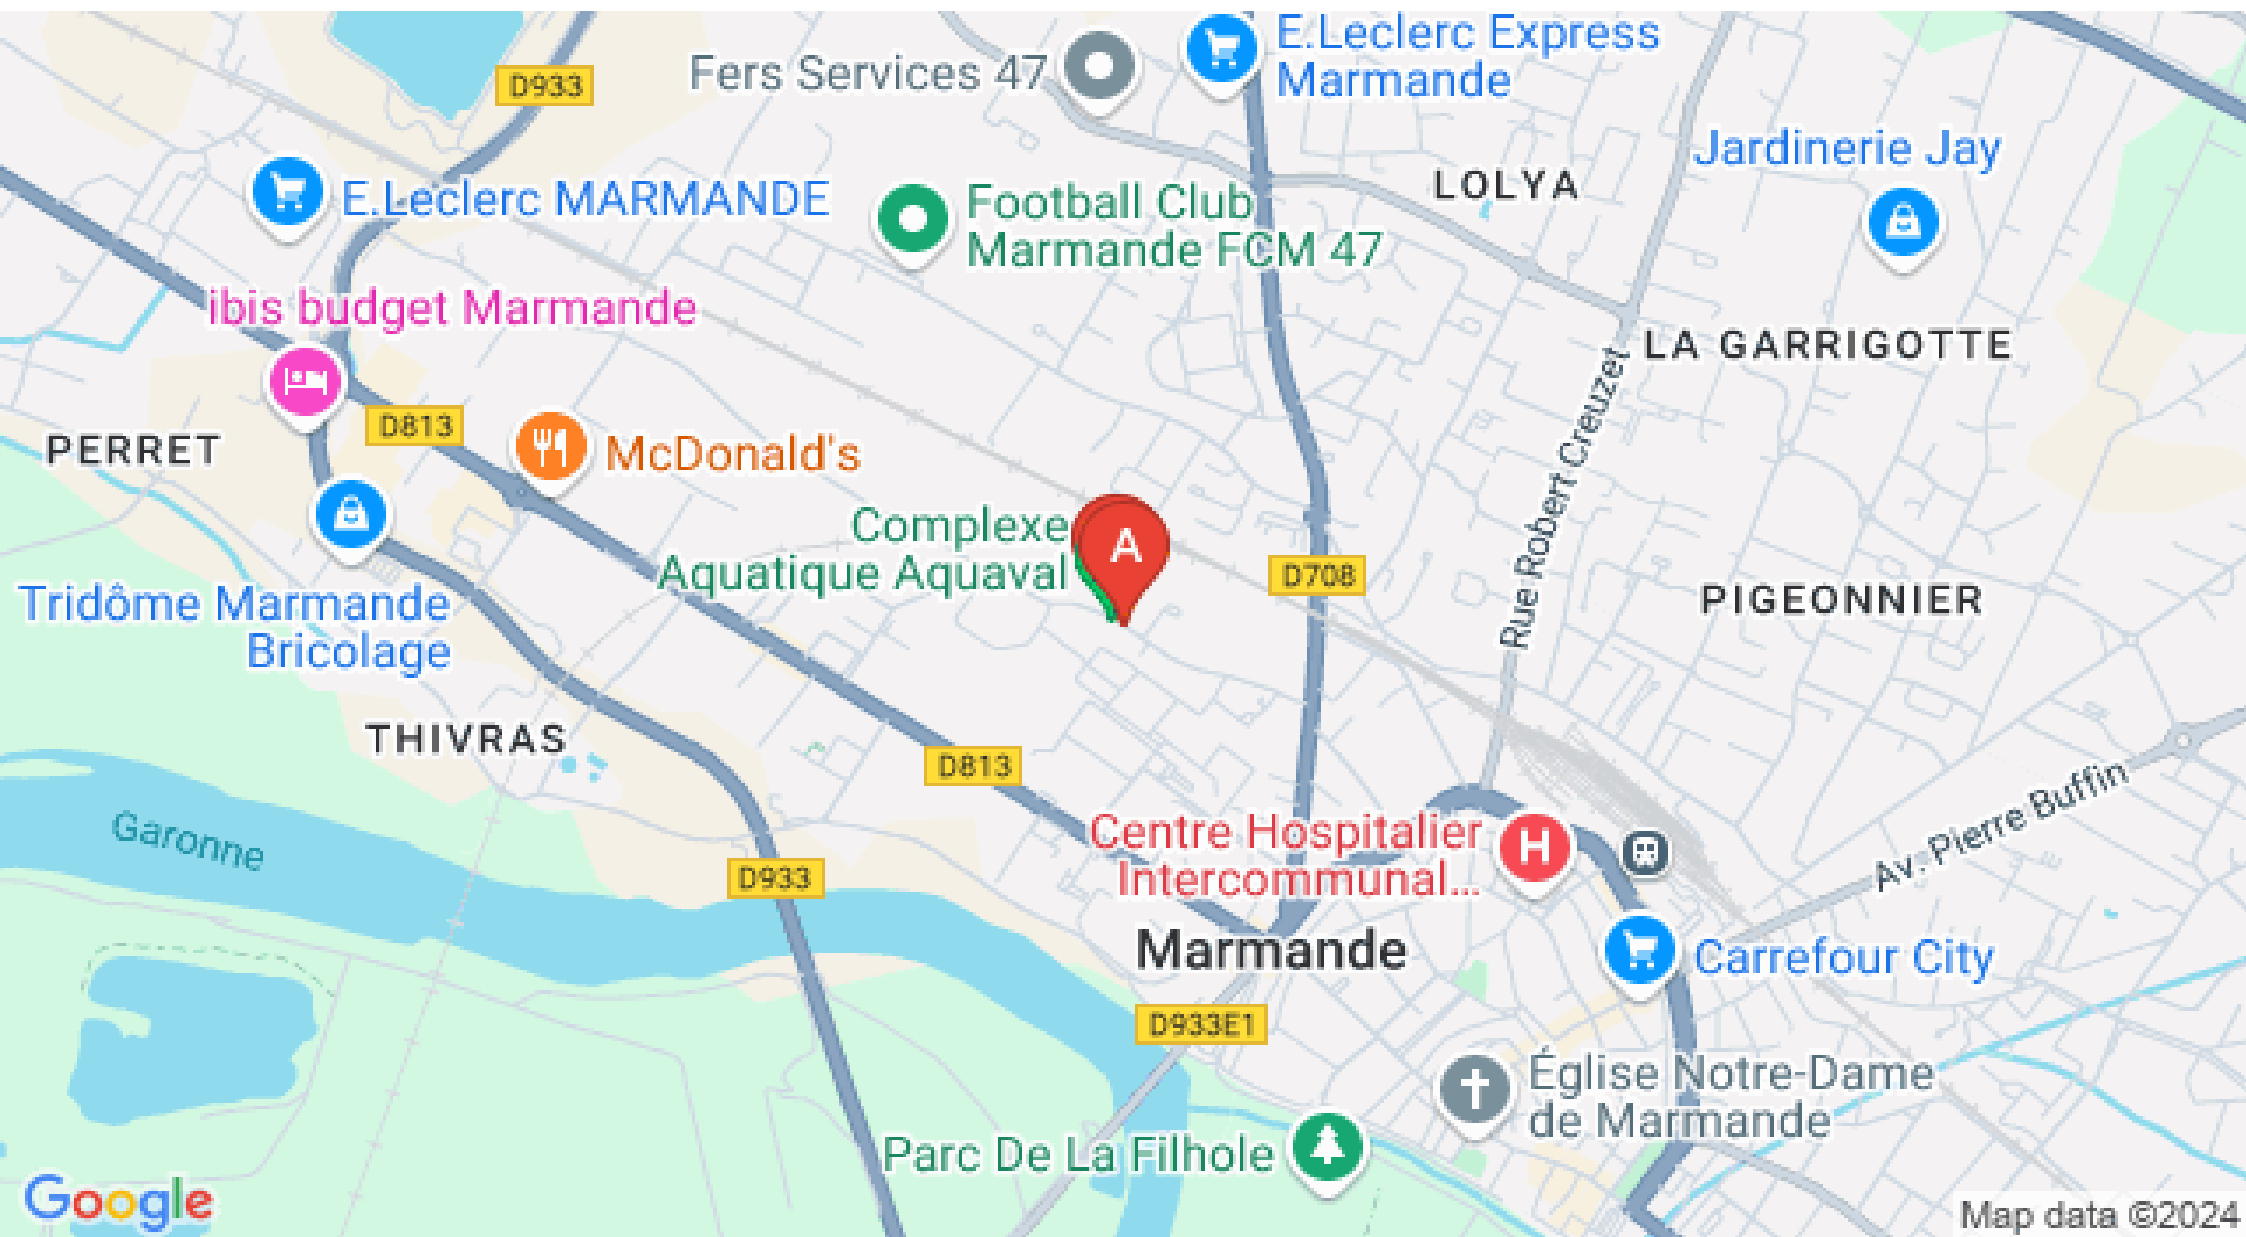 E.Leclerc Express
Marmande
Fers Services 47
D933
Jardinerie Jay
LOLYA
E.Leclerc MARMANDE
Football Club
Marmande FCM 47
ibis budget Marmande
LA GARRIGOTTE
Rue Robert Creuzet
D813
PERRET
McDonald's
Complexe
Aquatique Aquaval
A
D708
PIGEONNIER
Tridôme Marmande
Bricolage
THIVRAS
D813
Av. Pierre Buffin
Garonne
Centre Hospitalier
Intercommunal...
H
D933
Marmande
Carrefour City
D933E1
Église Notre-Dame
de Marmande
Parc De La Filhole
Google
Map data ©2024